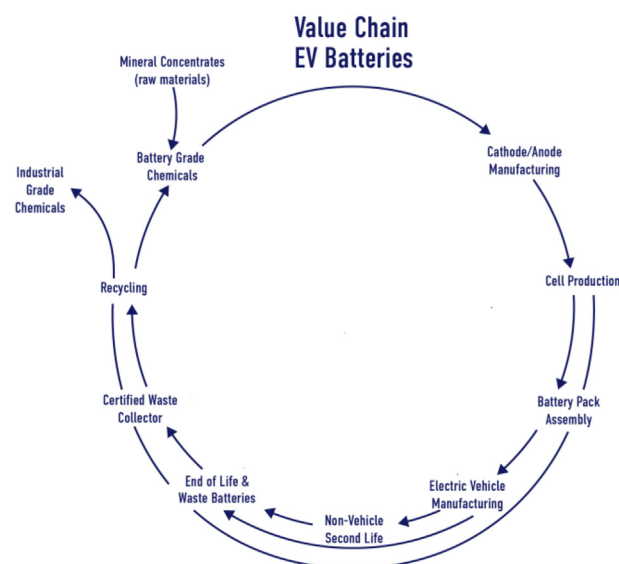 Value Chain
EV Batteries
Mineral Concentrates
(raw materials)
Battery Grade
Chemicals
Cathode/Anode
Manufacturing
Industrial
Grade
Chemicals
Recycling
Cell Production
Certified Waste
Collector
Battery Pack
Assembly
End of Life &
Waste Batteries
Electric Vehicle
Manufacturing
Non-Vehicle
Second Life